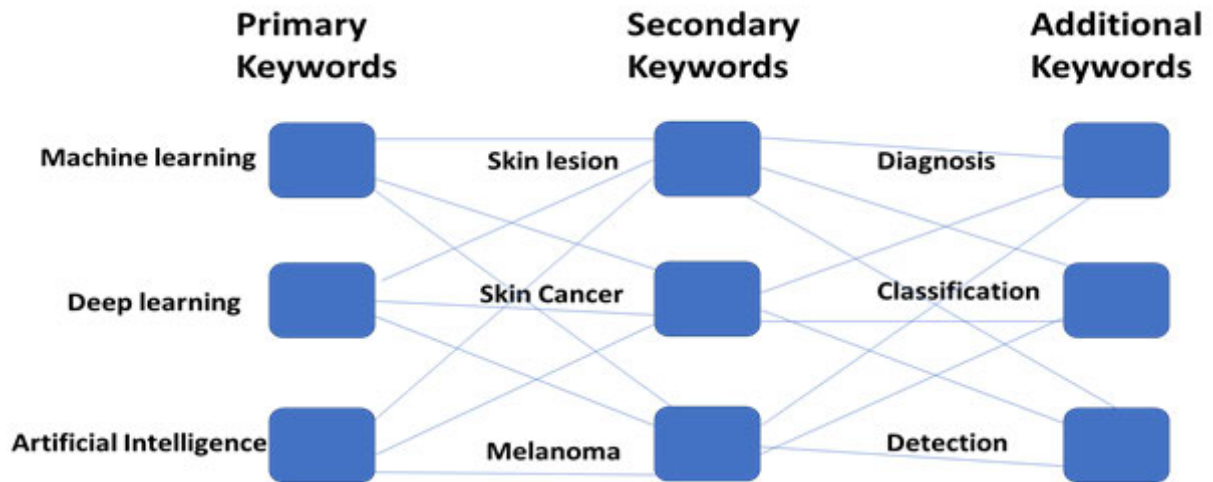 Primary Keywords
Secondary Keywords
Additional Keywords
Machine learning
Skin lesion
Diagnosis
Deep learning
Skin Cancer
Classification
Artificial Intelligence
Melanoma
Detection